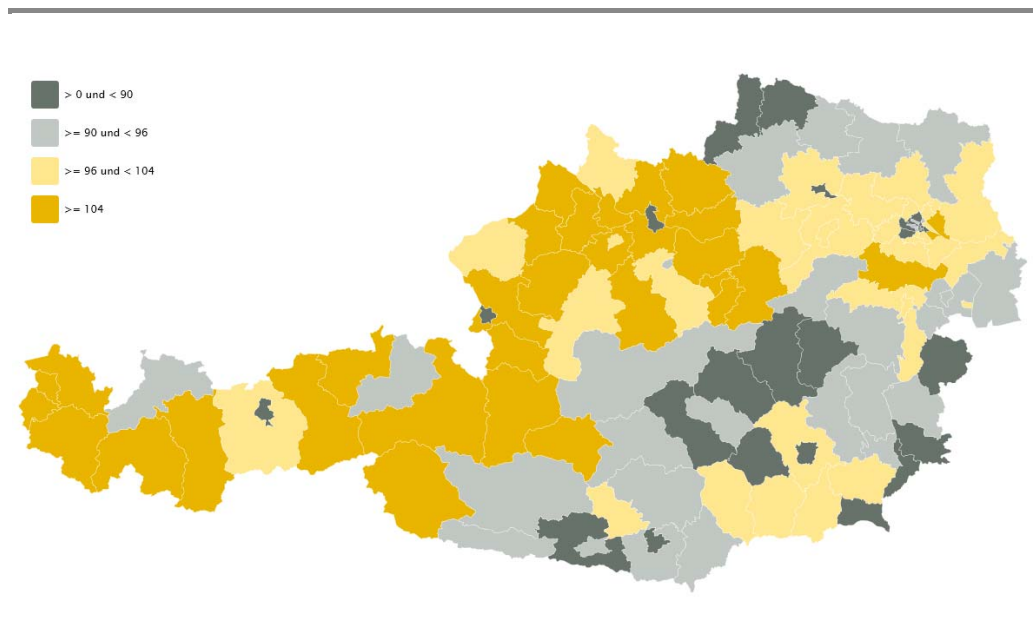 > 0 und < 90
>= 90 und < 96
>= 96 und < 104
>= 104